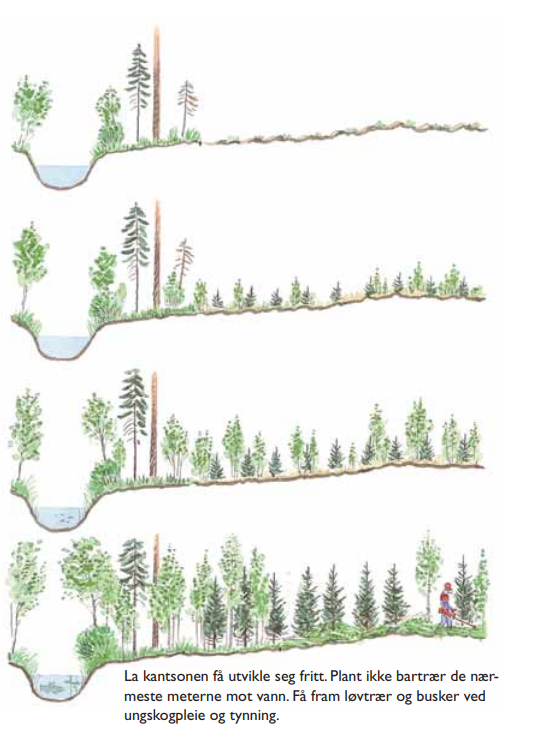 La kantsonen få utvikle seg fritt. Plant ikke bartrær de nær-
meste meterne mot vann. Få fram løvtrær og busker ved
ungskogpleie og tynning.